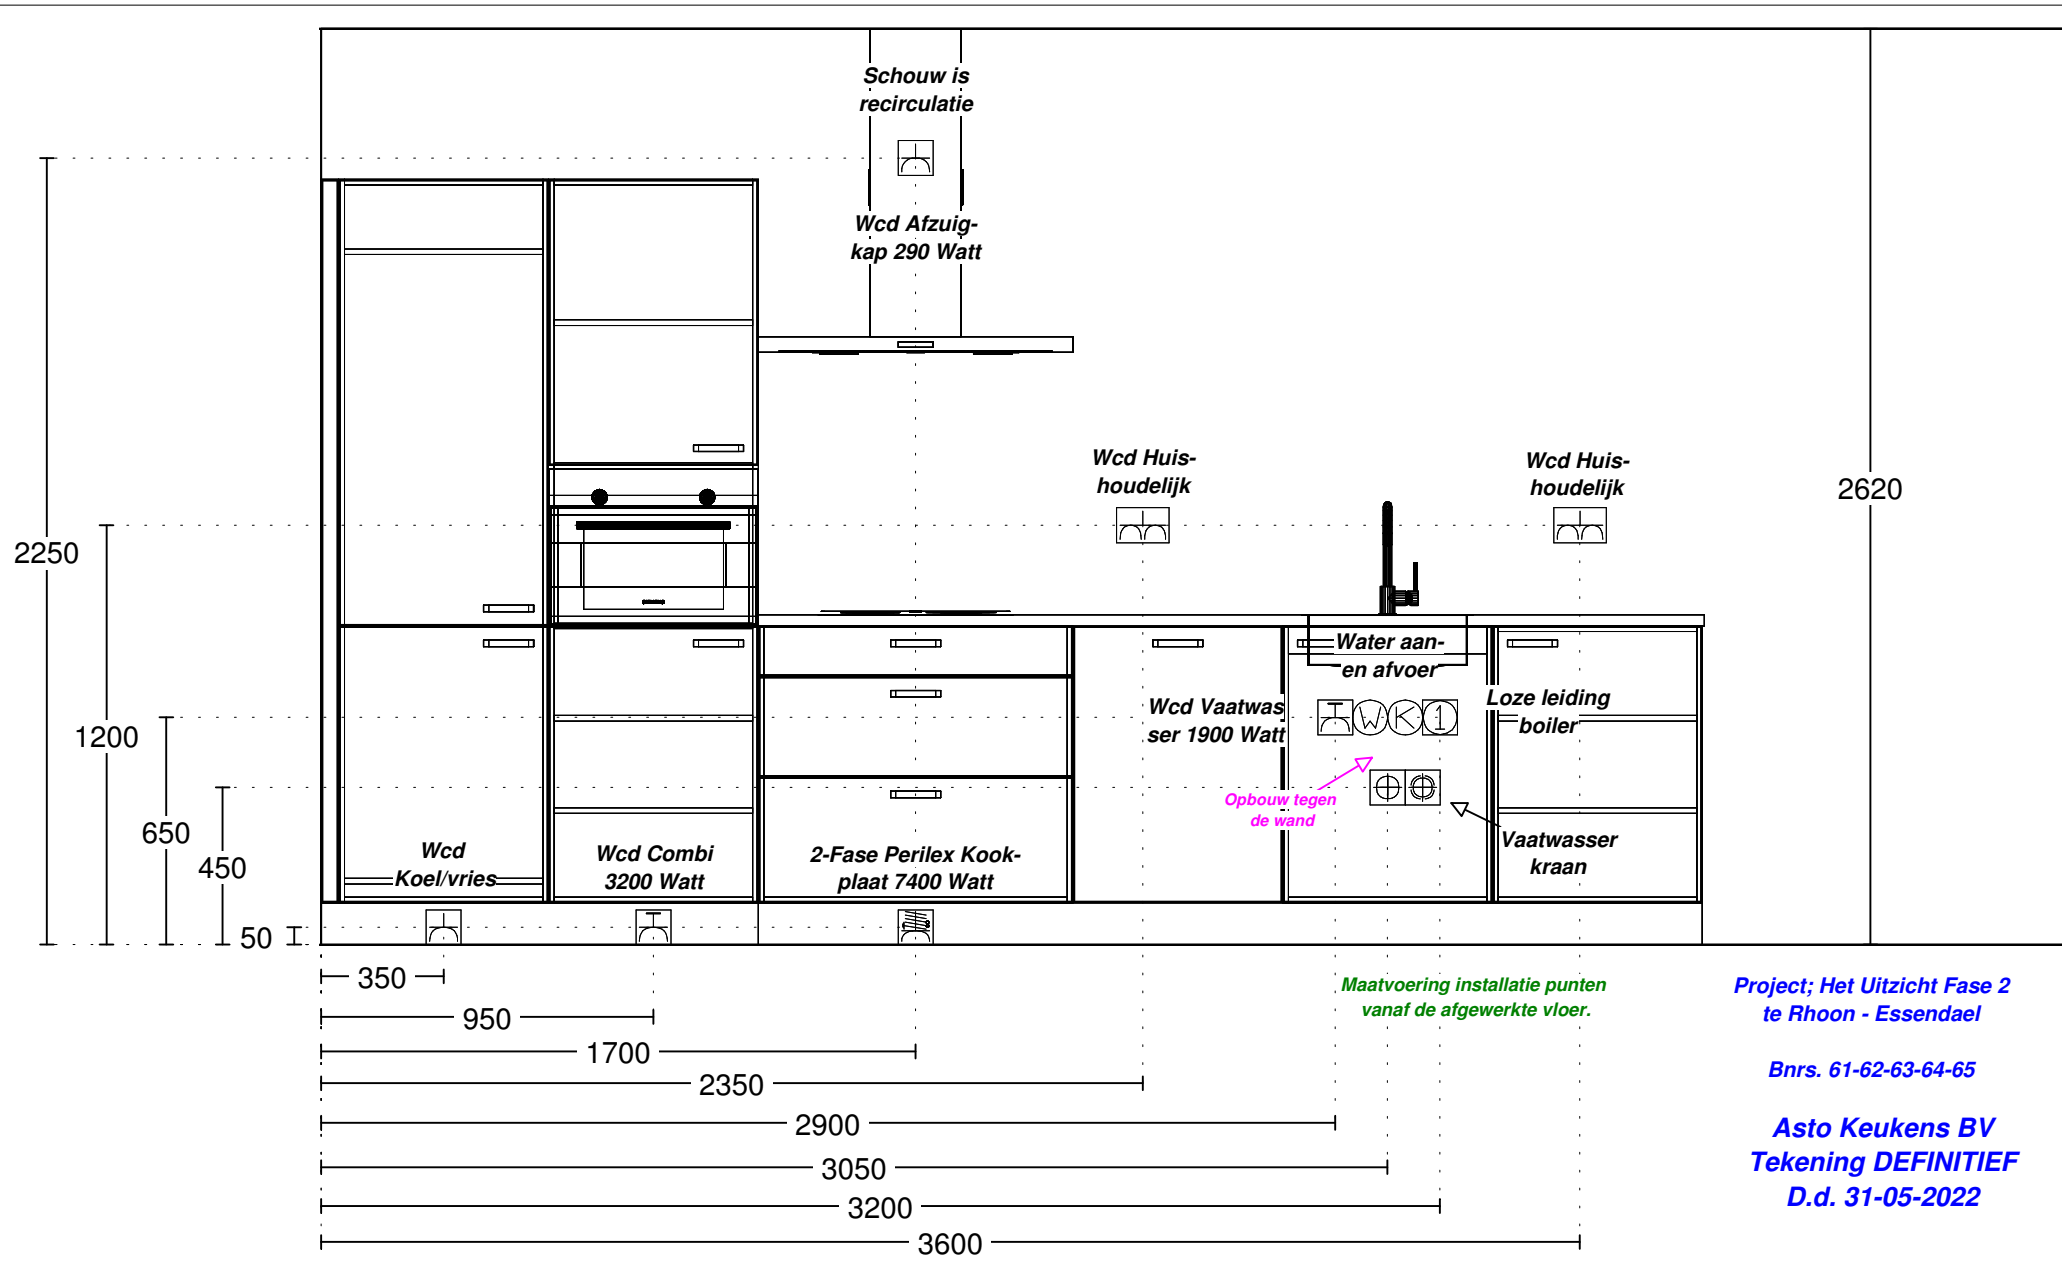 Schouw is
recirculatie
Wcd Afzuig-
kap 290 Watt
Wcd Huis-
houdelijk
Wcd Huis-
houdelijk
2620
2250
1200
650
450
50
Water aan-
en afvoer
Wcd Vaatwas
ser 1900 Watt
W K 1
Loze leiding
boiler
Opbouw tegen
de wand
Vaatwasser
kraan
Wcd
Koel/vries
Wcd Combi
3200 Watt
2-Fase Perilex Kook-
plaat 7400 Watt
350
950
1700
2350
2900
3050
3200
3600
Maatvoering installatie punten
vanaf de afgewerkte vloer.
Project; Het Uitzicht Fase 2
te Rhoon - Essendael
Bnrs. 61-62-63-64-65
Asto Keukens BV
Tekening DEFINITIEF
D.d. 31-05-2022